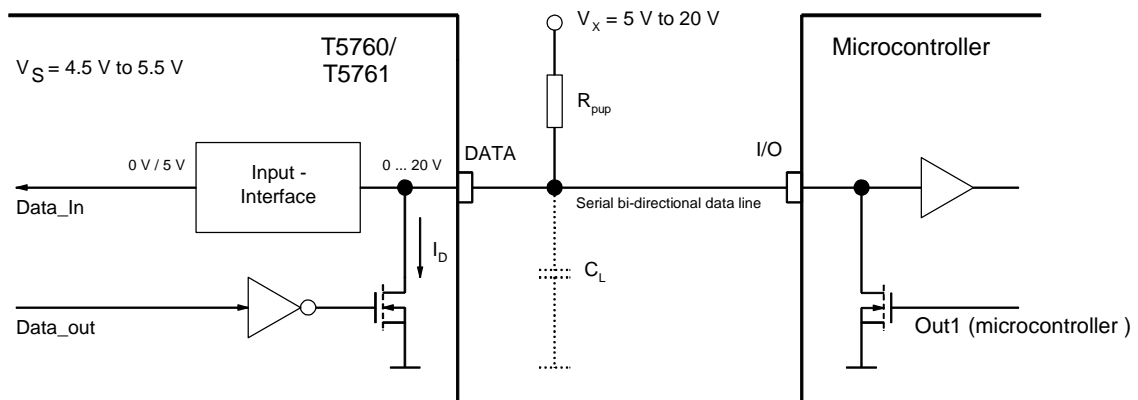 V_X = 5 V to 20 V
T5760/
T5761
Microcontroller
V_S = 4.5 V to 5.5 V
R_pup
0 V / 5 V
Input -
Interface
0 ... 20 V
DATA
I/O
Data_In
Serial bi-directional data line
I_D
C_L
Data_out
Out1 (microcontroller )